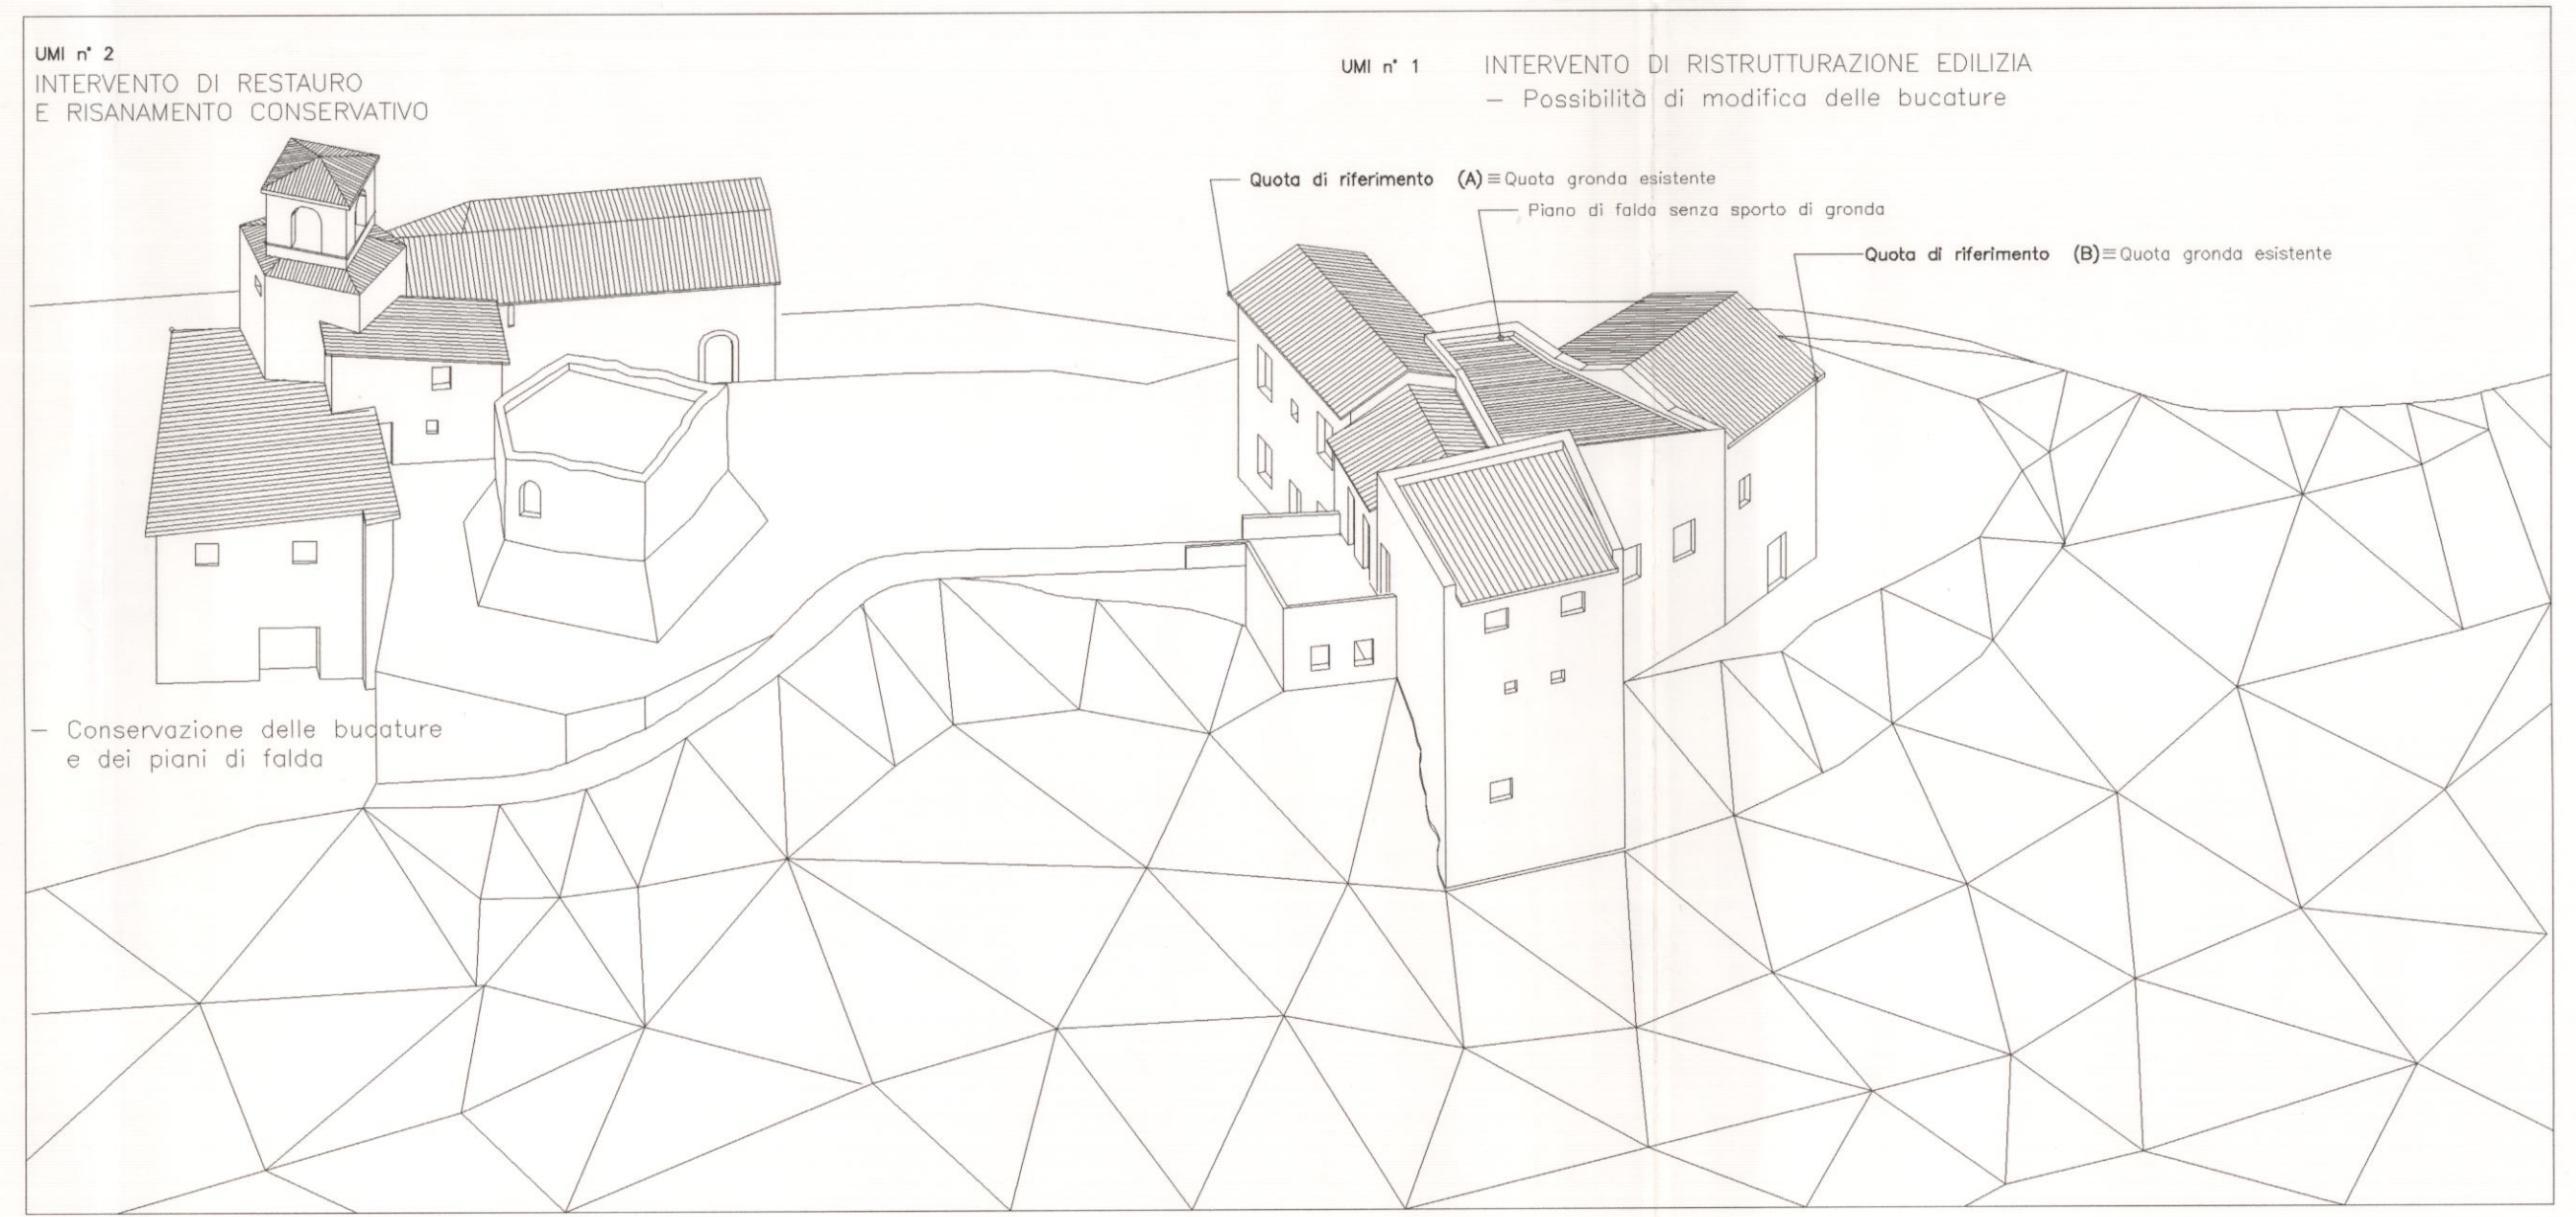 UMI n° 2
INTERVENTO DI RESTAURO
E RISANAMENTO CONSERVATIVO
UMI n° 1
INTERVENTO DI RISTRUTTURAZIONE EDILIZIA
– Possibilità di modifica delle bucature
Quota di riferimento (A)≡Quota gronda esistente
Piano di falda senza sporto di gronda
Quota di riferimento (B)≡Quota gronda esistente
– Conservazione delle bucature
e dei piani di falda